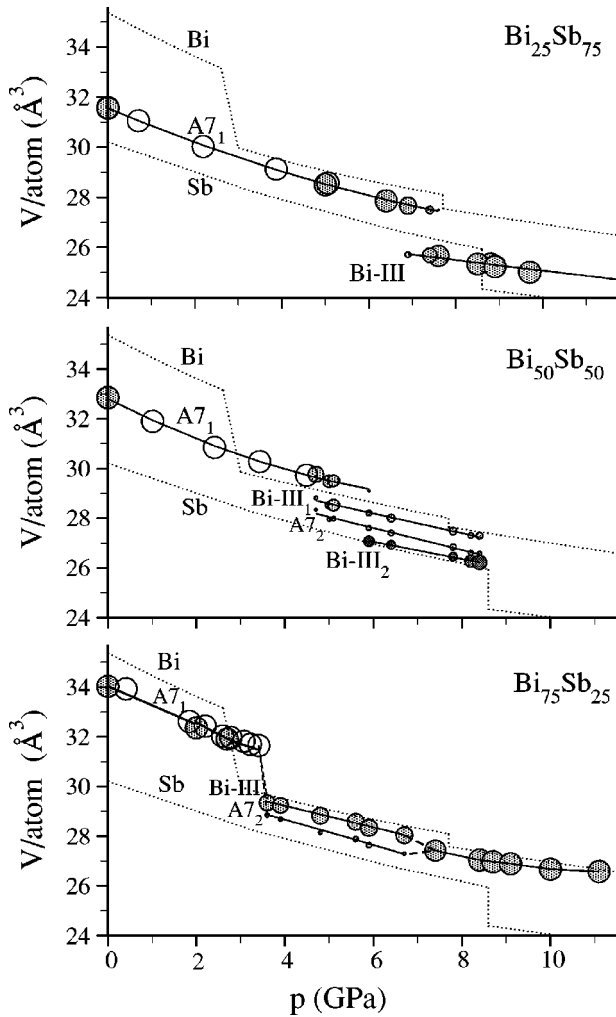 Bi₂₅Sb₇₅
V/atom (Å³)
34
32
30
28
26
24
Bi
A7₁
Sb
Bi-III
Bi₅₀Sb₅₀
V/atom (Å³)
34
32
30
28
26
24
Bi
A7₁
Sb
Bi-III₁
A7₂
Bi-III₂
Bi₇₅Sb₂₅
V/atom (Å³)
34
32
30
28
26
24
Bi
A7₁
Sb
Bi-III
A7₂
0 2 4 6 8 10
p (GPa)